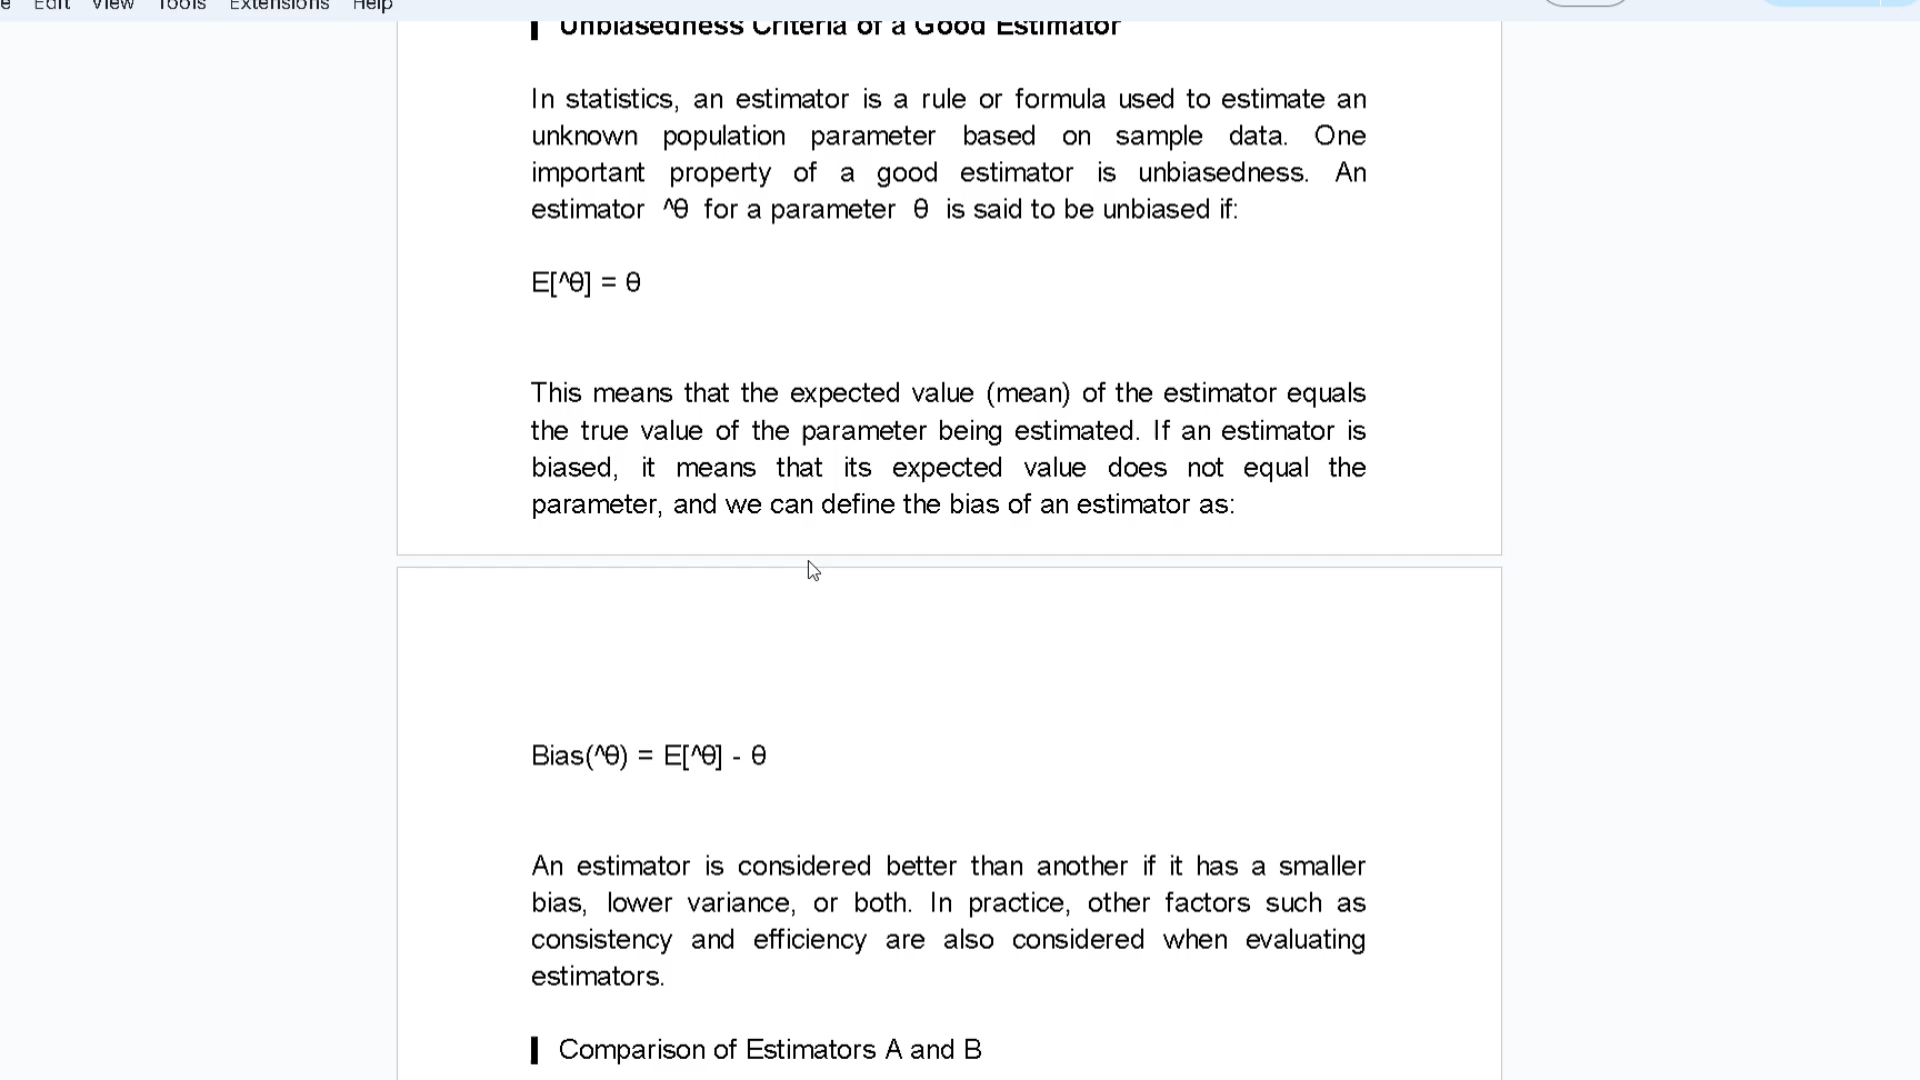 Edit View Tools Extensions Help
Unbiasedness Criteria of a Good Estimator
In statistics, an estimator is a rule or formula used to estimate an
unknown population parameter based on sample data. One
important property of a good estimator is unbiasedness. An
estimator ^θ for a parameter θ is said to be unbiased if:
E[^θ] = θ
This means that the expected value (mean) of the estimator equals
the true value of the parameter being estimated. If an estimator is
biased, it means that its expected value does not equal the
parameter, and we can define the bias of an estimator as:
Bias(^θ) = E[^θ] - θ
An estimator is considered better than another if it has a smaller
bias, lower variance, or both. In practice, other factors such as
consistency and efficiency are also considered when evaluating
estimators.
Comparison of Estimators A and B